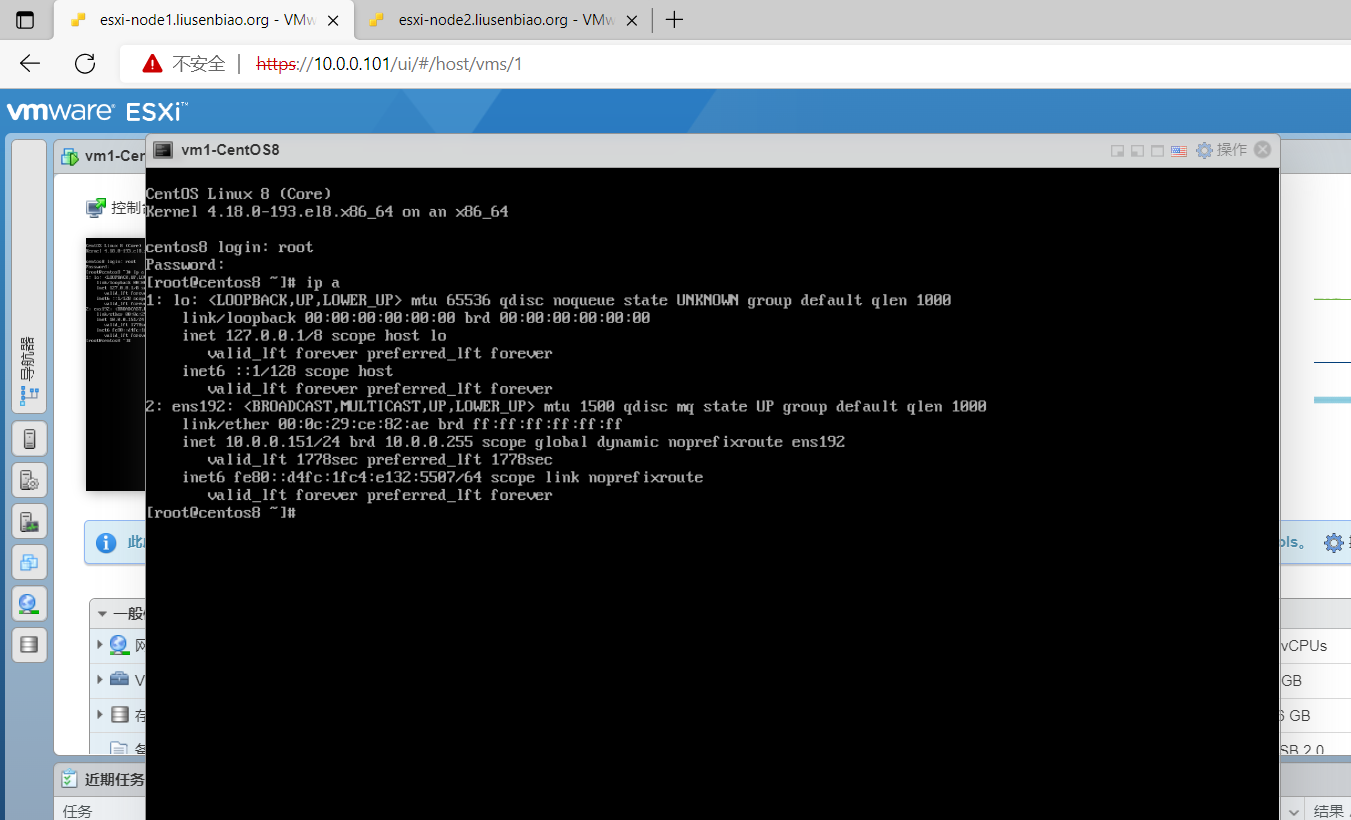 esxi-node1.liusenbiao.org - VMw
esxi-node2.liusenbiao.org - VMw
不安全 | https://10.0.0.101/ui/#/host/vms/1
vmware ESXi™
导航器
vm1-Cen
控制台
vm1-CentOS8
操作
CentOS Linux 8 (Core)
Kernel 4.18.0-193.el8.x86_64 on an x86_64
centos8 login: root
Password:
[root@centos8 ~]# ip a
1: lo: <LOOPBACK,UP,LOWER_UP> mtu 65536 qdisc noqueue state UNKNOWN group default qlen 1000
link/loopback 00:00:00:00:00:00 brd 00:00:00:00:00:00
inet 127.0.0.1/8 scope host lo
valid_lft forever preferred_lft forever
inet6 ::1/128 scope host
valid_lft forever preferred_lft forever
2: ens192: <BROADCAST,MULTICAST,UP,LOWER_UP> mtu 1500 qdisc mq state UP group default qlen 1000
link/ether 00:0c:29:ce:82:ae brd ff:ff:ff:ff:ff:ff
inet 10.0.0.151/24 brd 10.0.0.255 scope global dynamic noprefixroute ens192
valid_lft 1778sec preferred_lft 1778sec
inet6 fe80::d4fc:1fc4:e132:5507/64 scope link noprefixroute
valid_lft forever preferred_lft forever
[root@centos8 ~]#
此
ols。
一般
网
vCPUs
V
GB
存
6 GB
备
SB 2.0
近期任务
任务
结果